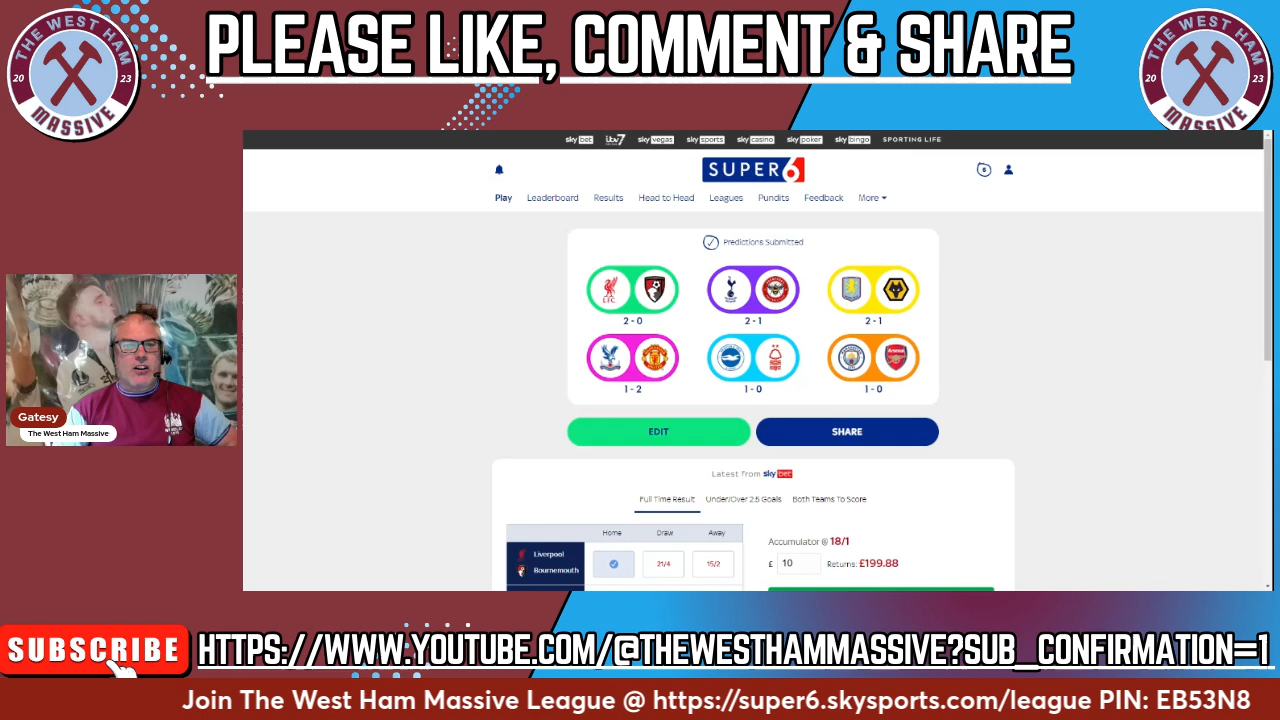 PLEASE LIKE, COMMENT & SHARE
THE WEST HAM
20 23
MASSIVE
THE WEST HAM
20 23
MASSIVE
sky bet itv7 sky vegas sky sports sky casino sky poker sky bingo SPORTING LIFE
SUPER 6
6
Play Leaderboard Results Head to Head Leagues Pundits Feedback More
Predictions Submitted
2 - 0 2 - 1 2 - 1
1 - 2 1 - 0 1 - 0
EDIT SHARE
Latest from sky bet
Full Time Result Under/Over 2.5 Goals Both Teams To Score
Home Draw Away
Liverpool
Bournemouth
21/4 15/2
Accumulator @ 18/1
£ 10 Returns: £199.88
Gatesy
The West Ham Massive
SUBSCRIBE
HTTPS://WWW.YOUTUBE.COM/@THEWESTHAMMASSIVE?SUB_CONFIRMATION=1
Join The West Ham Massive League @ https://super6.skysports.com/league PIN: EB53N8